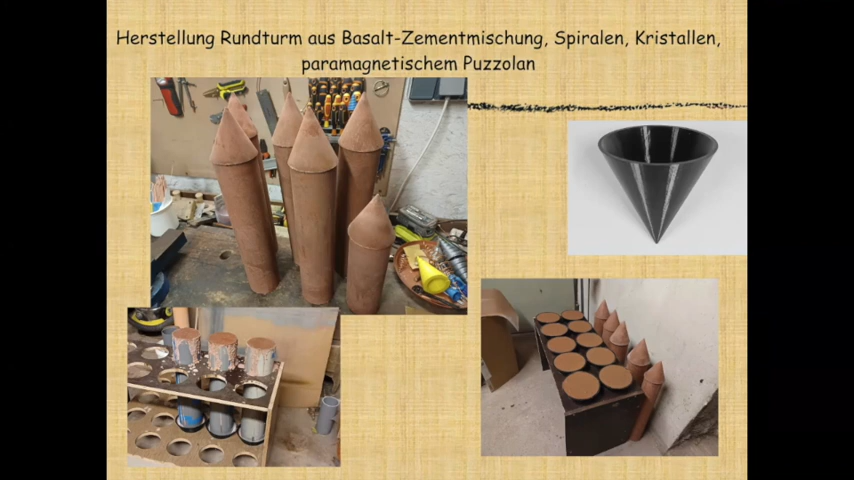 Herstellung Rundturm aus Basalt-Zementmischung, Spiralen, Kristallen,
paramagnetischem Puzzolan